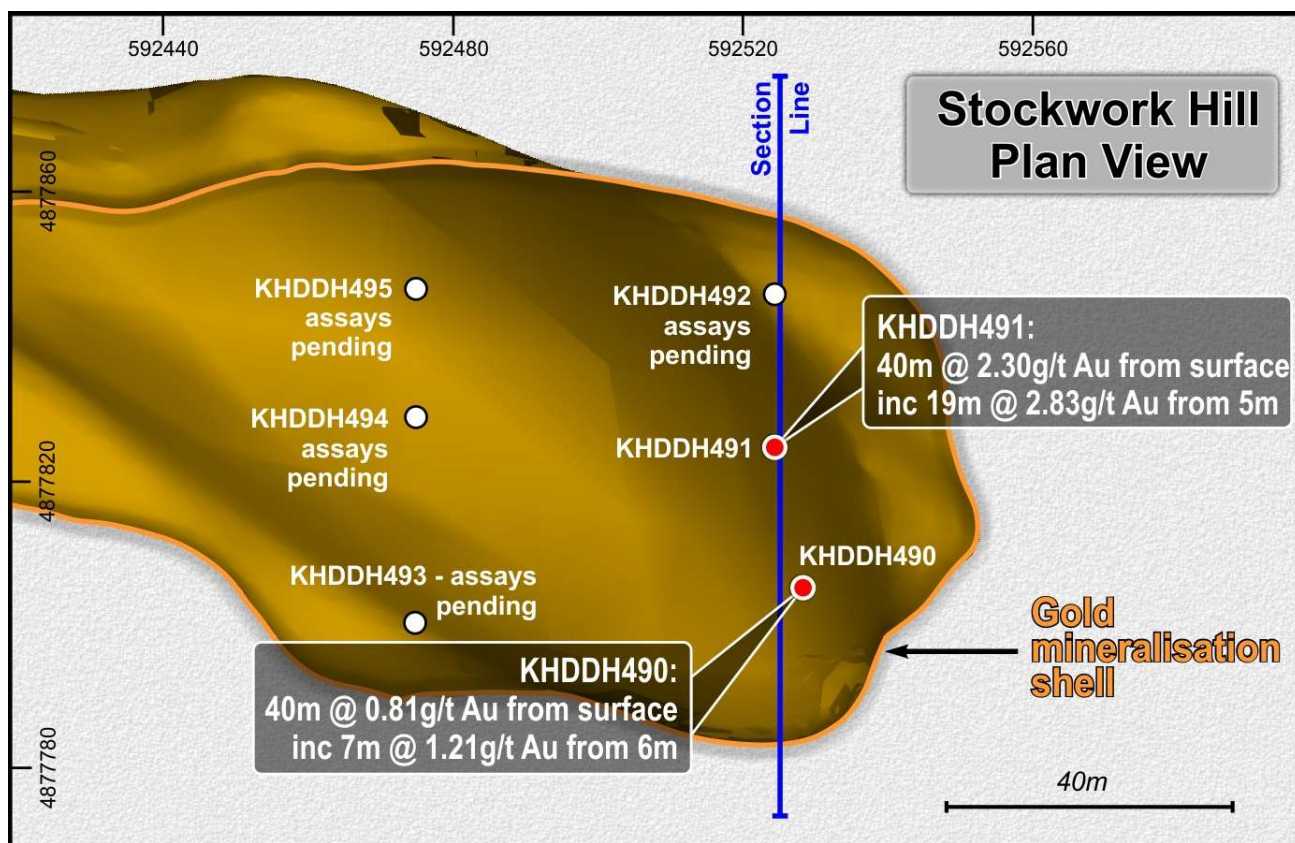 592440
592480
592520
592560
Stockwork Hill
Plan View
Section
Line
4877860
4877820
4877780
KHDDH495
assays
pending
KHDDH492
assays
pending
KHDDH491:
40m @ 2.30g/t Au from surface
inc 19m @ 2.83g/t Au from 5m
KHDDH494
assays
pending
KHDDH491
KHDDH490
KHDDH493 - assays
pending
KHDDH490:
40m @ 0.81g/t Au from surface
inc 7m @ 1.21g/t Au from 6m
Gold
mineralisation
shell
40m